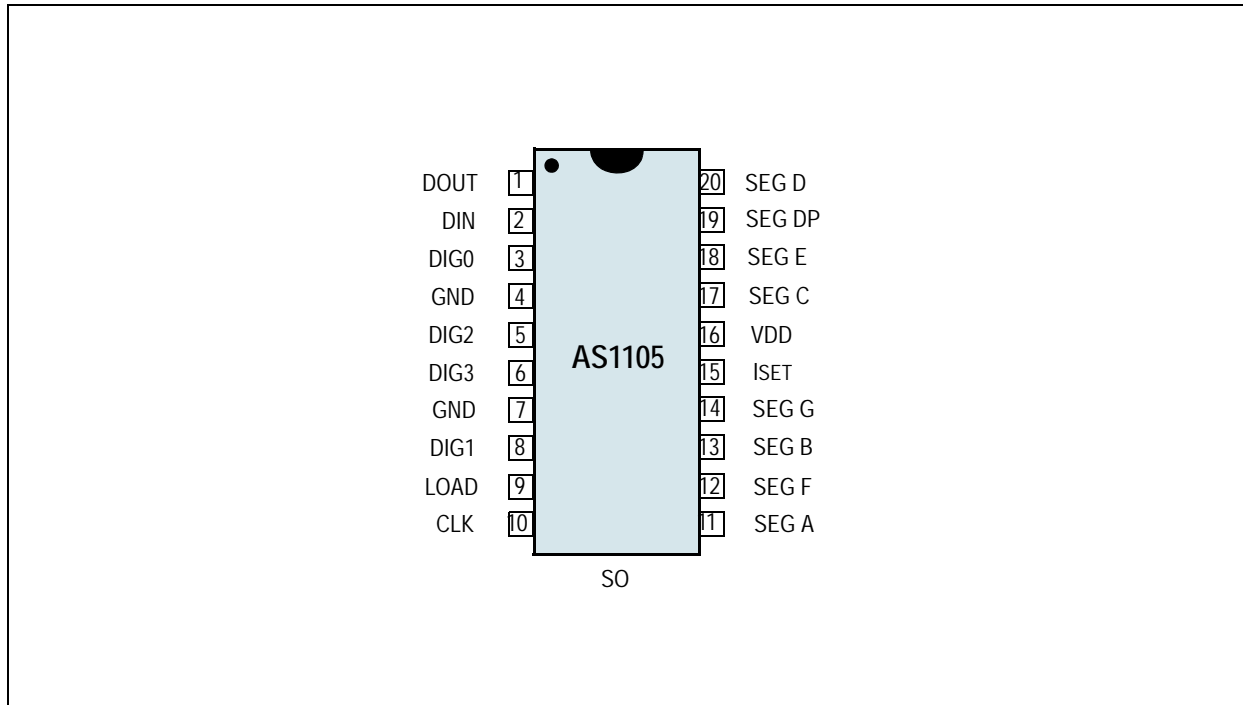 DOUT 1 20 SEG D
DIN 2 19 SEG DP
DIG0 3 18 SEG E
GND 4 17 SEG C
DIG2 5 16 VDD
AS1105
DIG3 6 15 ISET
GND 7 14 SEG G
DIG1 8 13 SEG B
LOAD 9 12 SEG F
CLK 10 11 SEG A
SO